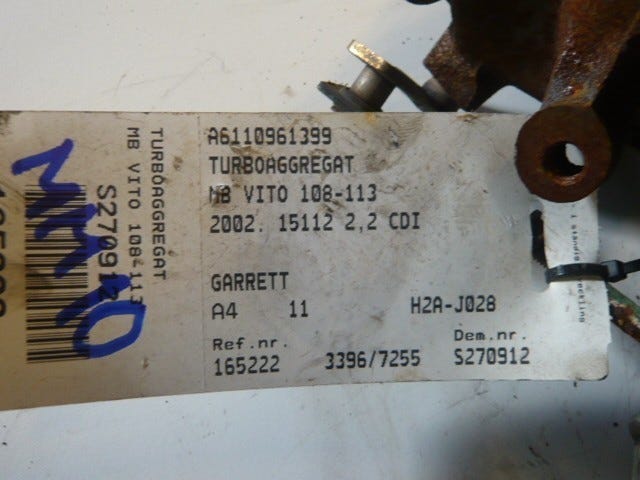 A6110961399
TURBOAGGREGAT
MB VITO 108-113
2002. 15112 2,2 CDI
GARRETT
A4 11 H2A-J028
Ref.nr. Dem.nr.
165222 3396/7255 S270912
TURBOAGGREGAT
MB VITO 108-113
S270912